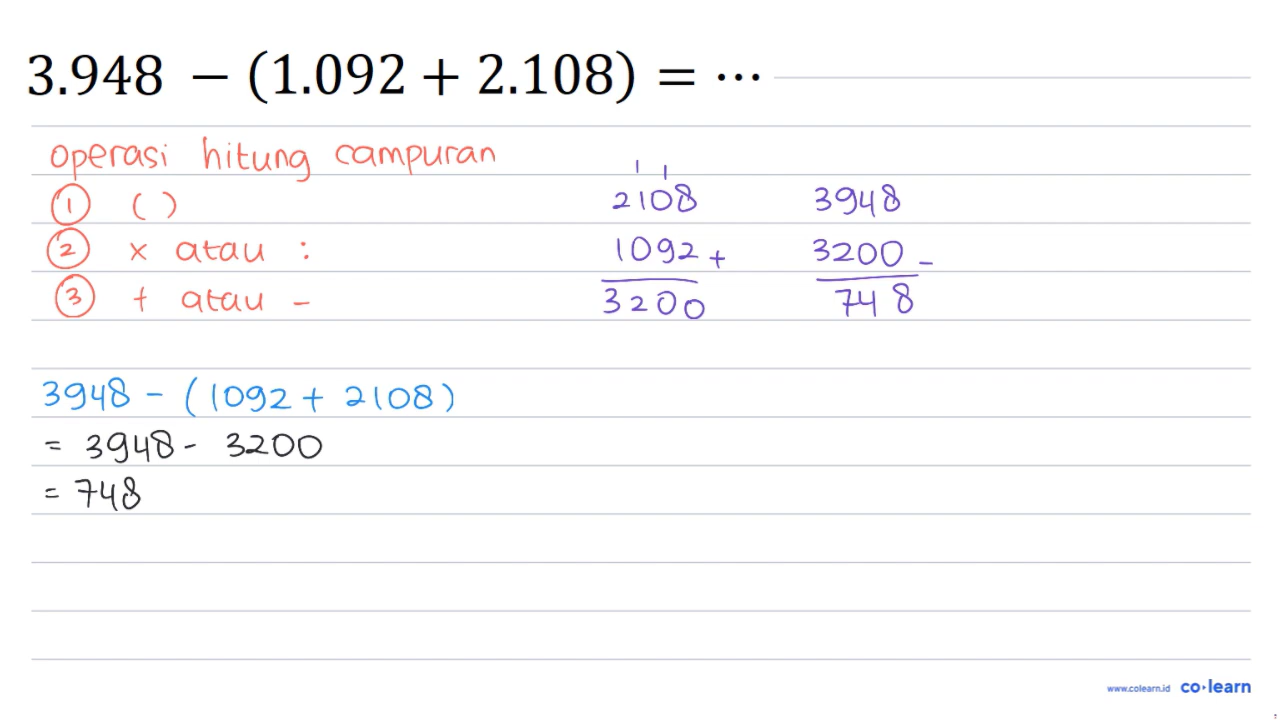 3.948 − (1.092 + 2.108) = ⋯
operasi hitung campuran
① ( )
② x atau :
③ + atau -
1 1
2108
1092 +
3200
3948
3200 -
748
3948 - (1092 + 2108)
= 3948 - 3200
= 748
www.colearn.id co·learn